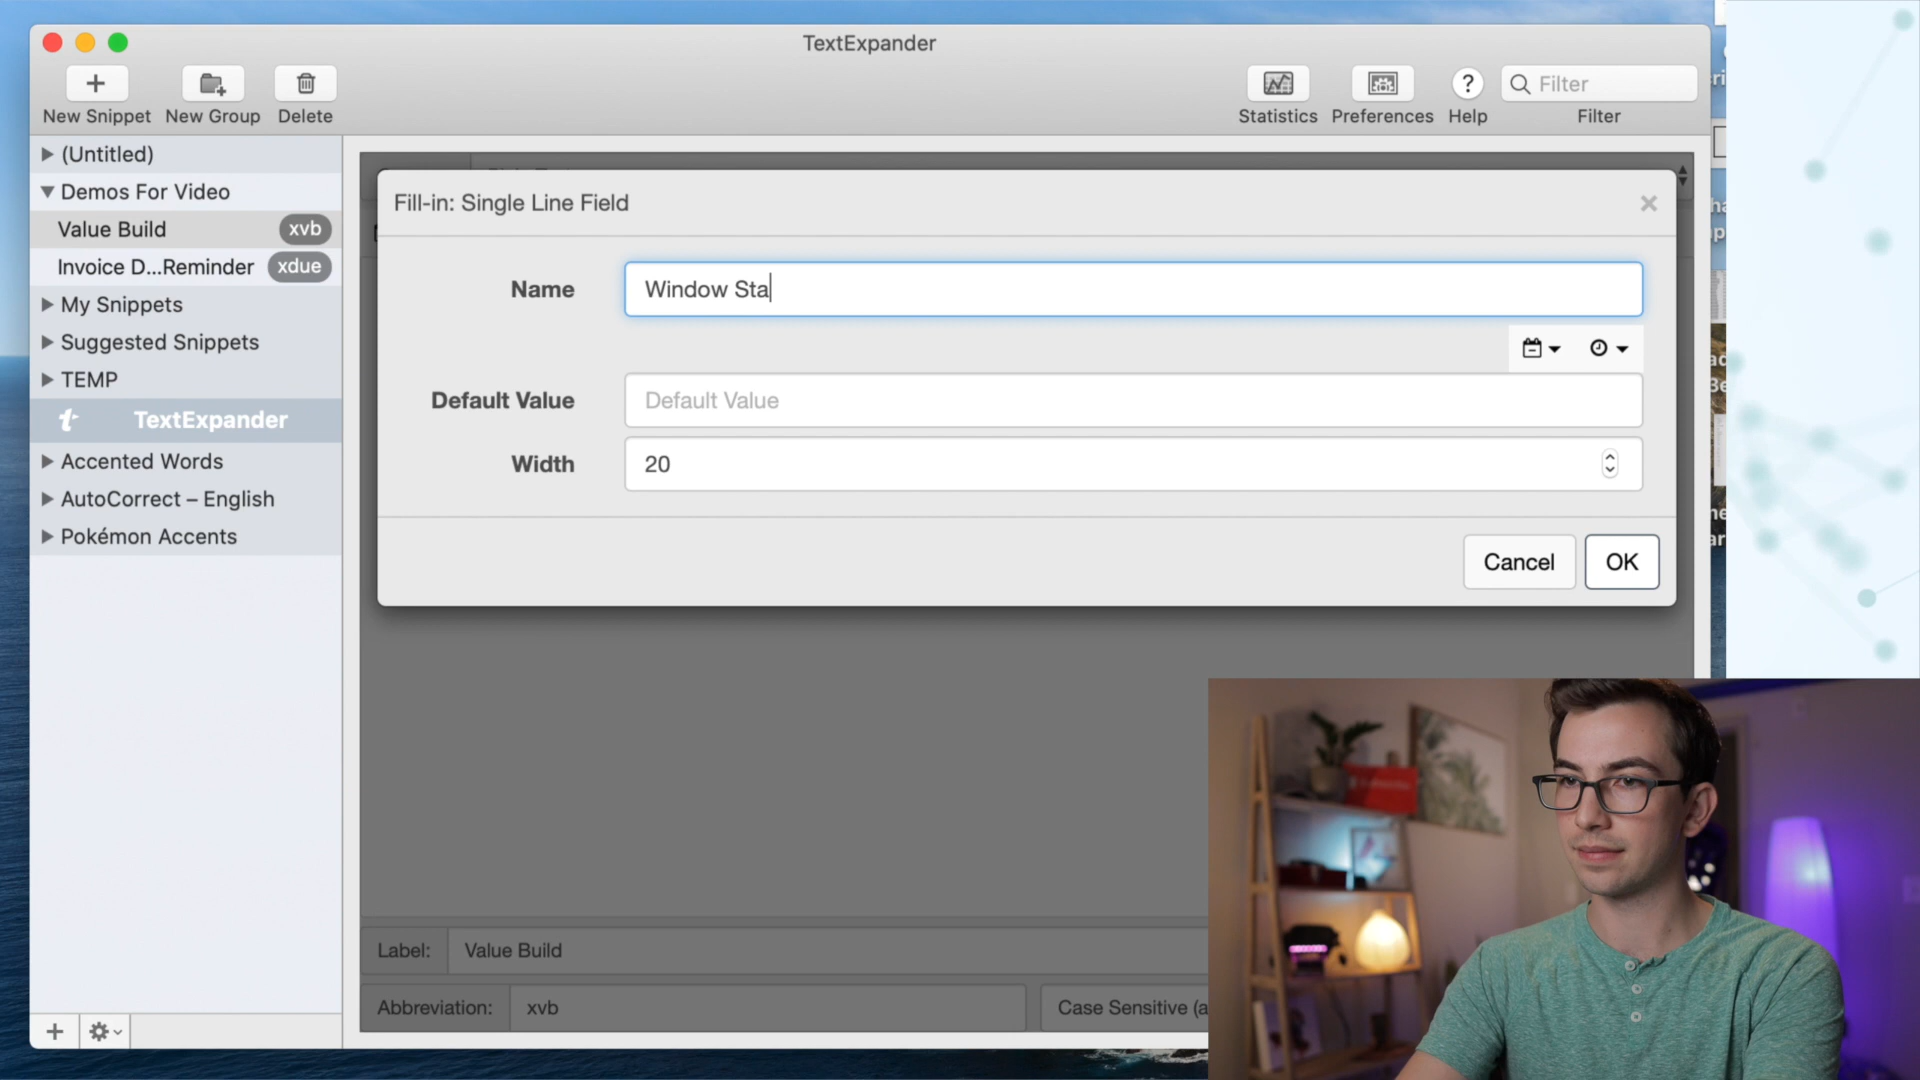 TextExpander
New Snippet
New Group
Delete
Statistics
Preferences
Help
Filter
Filter
(Untitled)
Demos For Video
Value Build
xvb
Invoice D...Reminder
xdue
My Snippets
Suggested Snippets
TEMP
TextExpander
Accented Words
AutoCorrect – English
Pokémon Accents
Fill-in: Single Line Field
Name
Window Sta
Default Value
Default Value
Width
20
Cancel
OK
Label:
Value Build
Abbreviation:
xvb
Case Sensitive (a